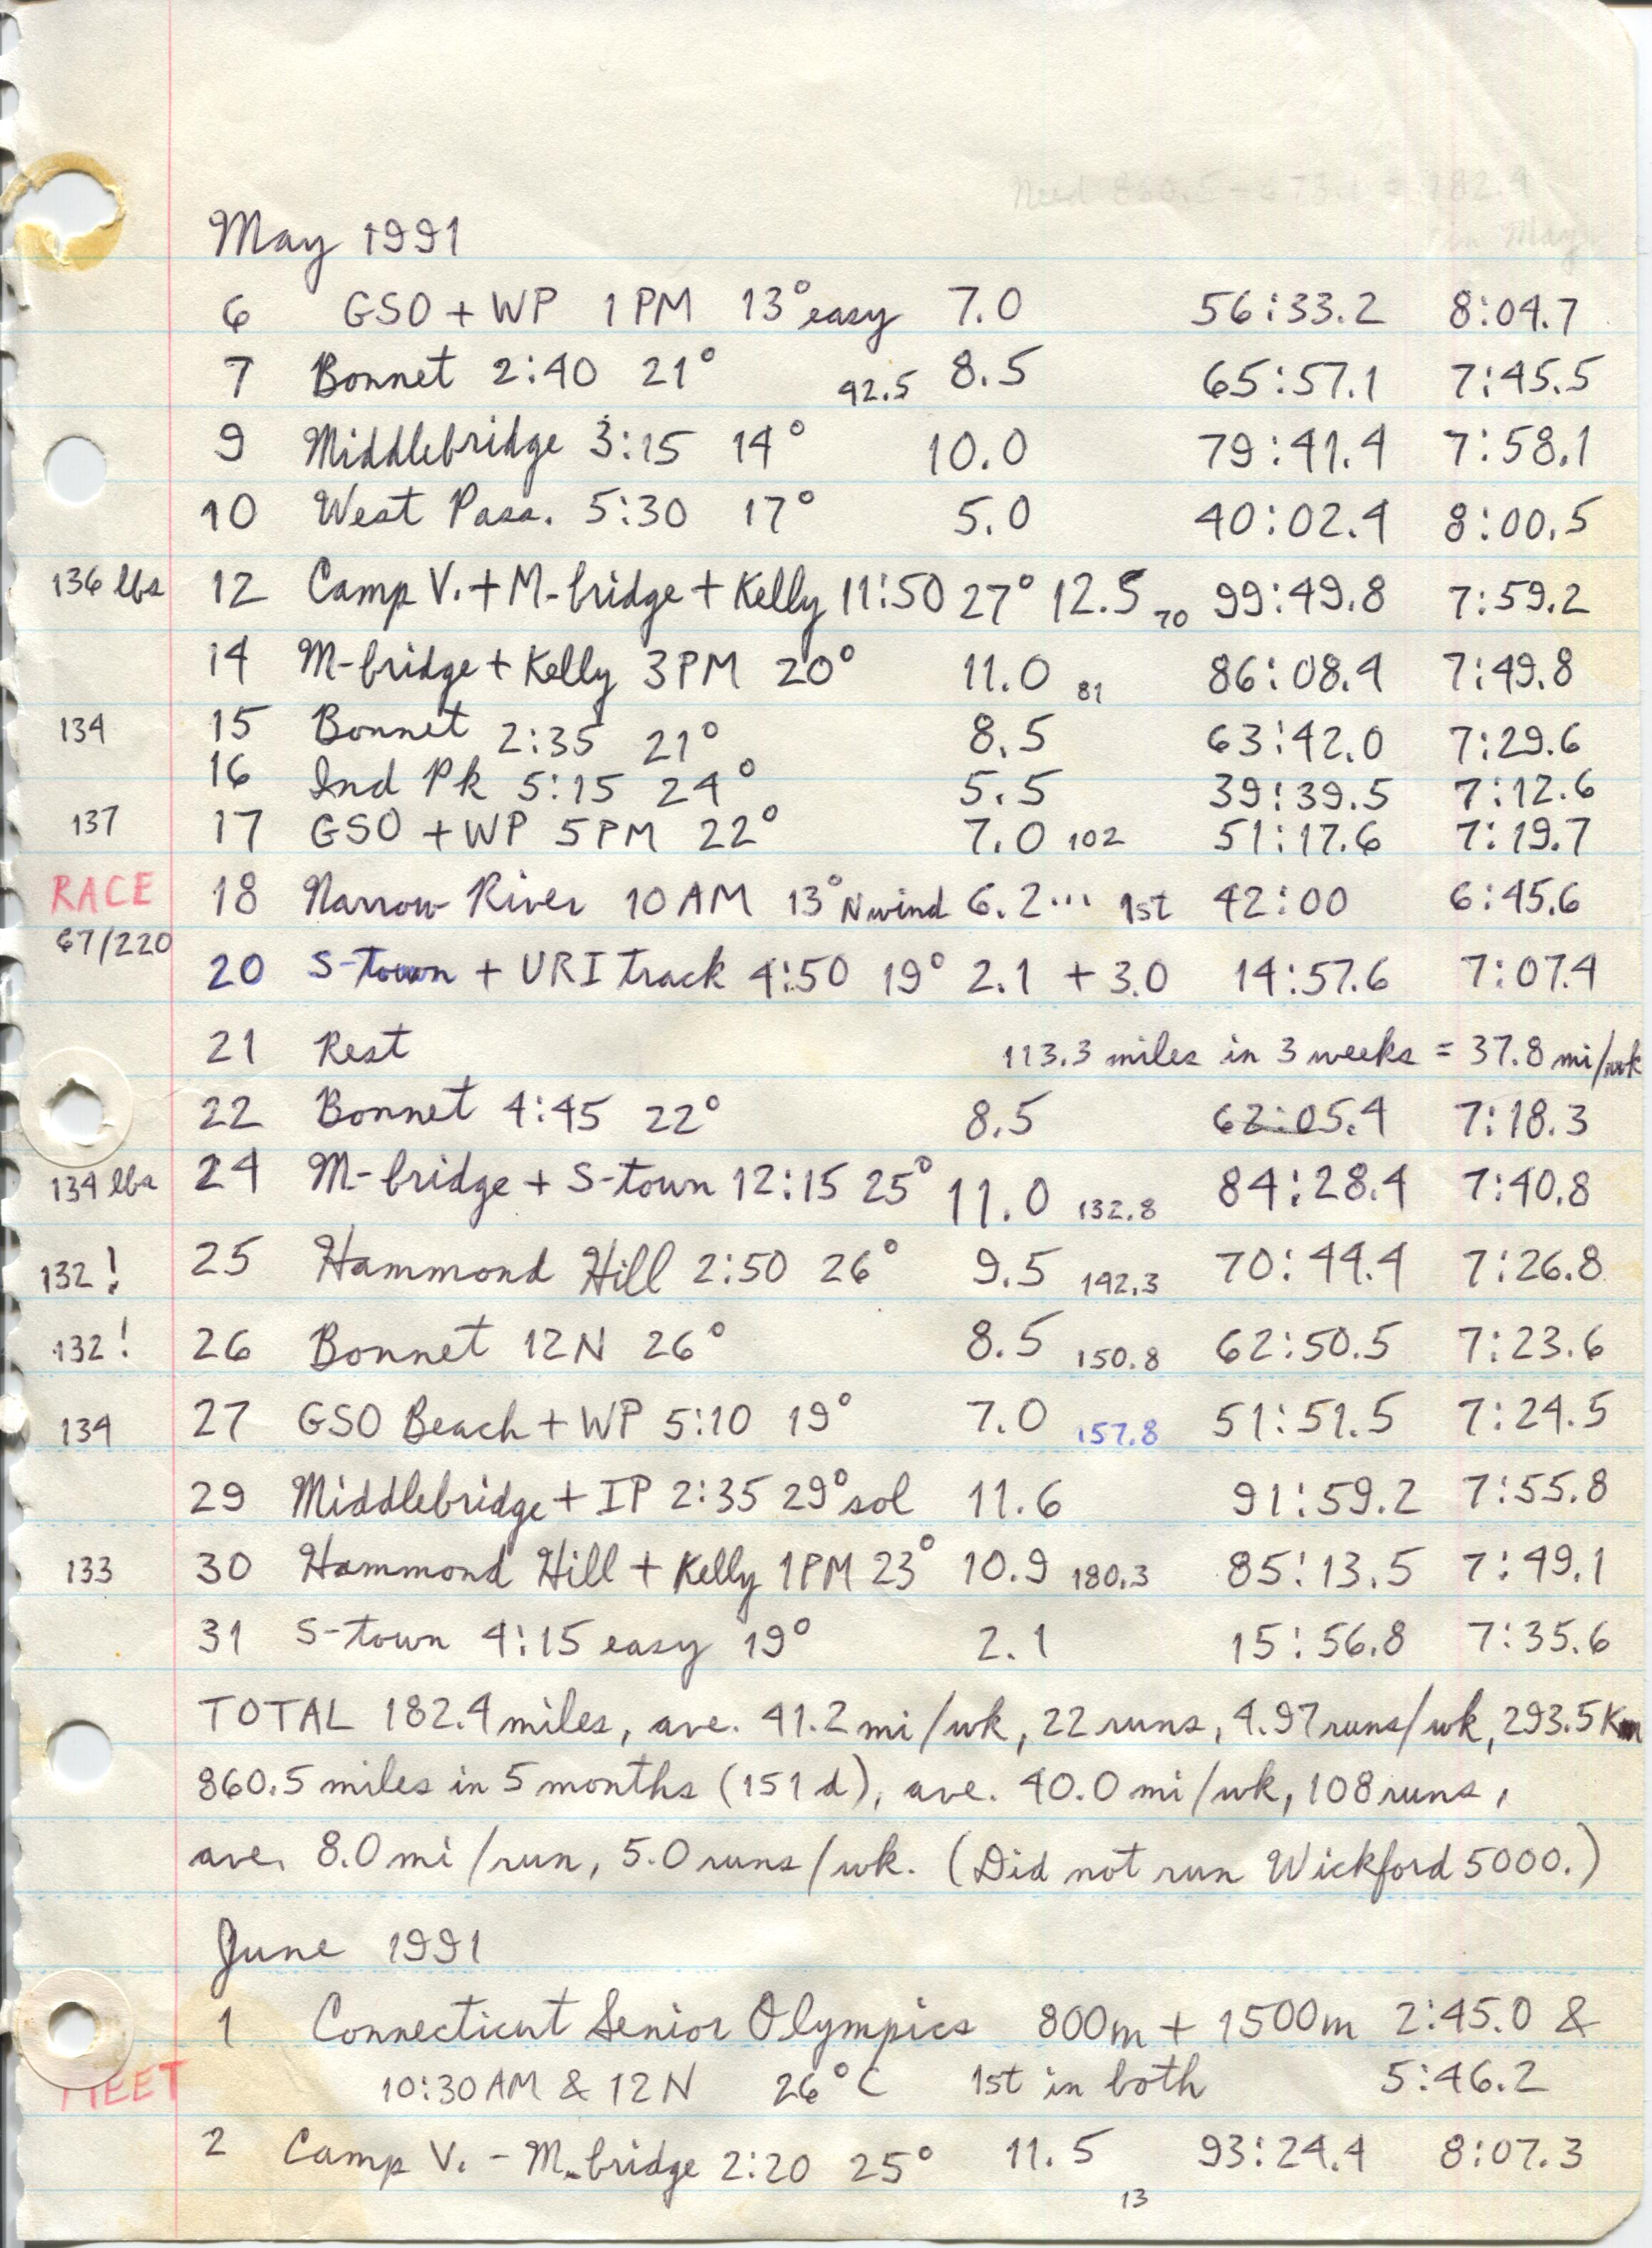 Need 860.5 - 673.1 = 182.4
in May
May 1991
6 GSO + WP 1 PM 13° easy 7.0 56:33.2 8:04.7
7 Bonnet 2:40 21° 42.5 8.5 65:57.1 7:45.5
9 Middlebridge 3:15 14° 10.0 79:41.4 7:58.1
10 West Pass. 5:30 17° 5.0 40:02.4 8:00.5
136 lbs 12 Camp V. + M-bridge + Kelly 11:50 27° 12.5 70 99:49.8 7:59.2
14 M-bridge + Kelly 3 PM 20° 11.0 81 86:08.4 7:49.8
134 15 Bonnet 2:35 21° 8.5 63:42.0 7:29.6
16 Ind Pk 5:15 24° 5.5 39:39.5 7:12.6
137 17 GSO + WP 5 PM 22° 7.0 102 51:17.6 7:19.7
RACE 18 Narrow River 10 AM 13° N wind 6.2... 1st 42:00 6:45.6
67/220
20 S-town + URI track 4:50 19° 2.1 + 3.0 14:57.6 7:07.4
21 Rest 113.3 miles in 3 weeks = 37.8 mi/wk
22 Bonnet 4:45 22° 8.5 62:05.4 7:18.3
134 lbs 24 M-bridge + S-town 12:15 25° 11.0 132.8 84:28.4 7:40.8
132! 25 Hammond Hill 2:50 26° 9.5 142.3 70:44.4 7:26.8
132! 26 Bonnet 12 N 26° 8.5 150.8 62:50.5 7:23.6
134 27 GSO Beach + WP 5:10 19° 7.0 157.8 51:51.5 7:24.5
29 Middlebridge + IP 2:35 29° sol 11.6 91:59.2 7:55.8
133 30 Hammond Hill + Kelly 1 PM 23° 10.9 180.3 85:13.5 7:49.1
31 S-town 4:15 easy 19° 2.1 15:56.8 7:35.6
TOTAL 182.4 miles, ave. 41.2 mi/wk, 22 runs, 4.97 runs/wk, 293.5 Km
860.5 miles in 5 months (151 d), ave. 40.0 mi/wk, 108 runs,
ave. 8.0 mi/run, 5.0 runs/wk. (Did not run Wickford 5000.)
June 1991
1 Connecticut Senior Olympics 800m + 1500m 2:45.0 &
MEET 10:30 AM & 12 N 26°C 1st in both 5:46.2
2 Camp V. - M-bridge 2:20 25° 11.5 93:24.4 8:07.3
13